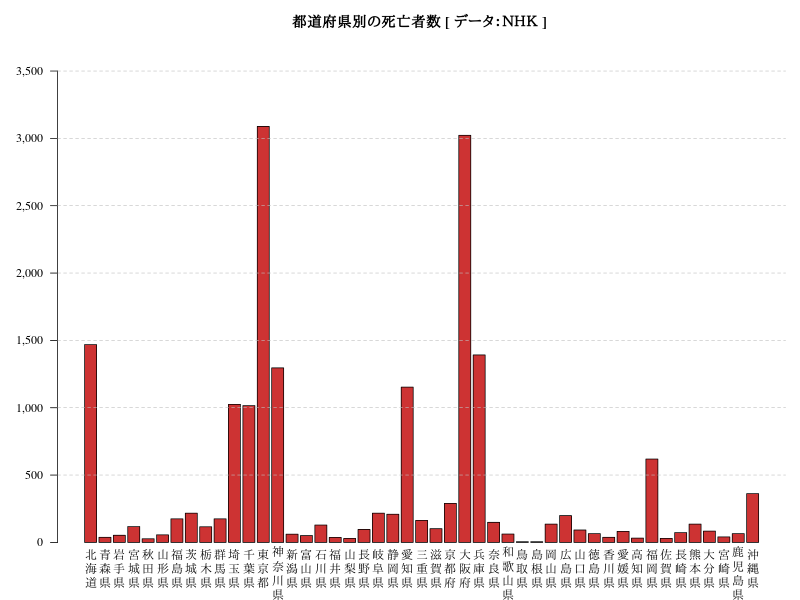 都道府県別の死亡者数 [ データ:NHK ]
3,500
3,000
2,500
2,000
1,500
1,000
500
0
北海道
青森県
岩手県
宮城県
秋田県
山形県
福島県
茨城県
栃木県
群馬県
埼玉県
千葉県
東京都
神奈川県
新潟県
富山県
石川県
福井県
山梨県
長野県
岐阜県
静岡県
愛知県
三重県
滋賀県
京都府
大阪府
兵庫県
奈良県
和歌山県
鳥取県
島根県
岡山県
広島県
山口県
徳島県
香川県
愛媛県
高知県
福岡県
佐賀県
長崎県
熊本県
大分県
宮崎県
鹿児島県
沖縄県